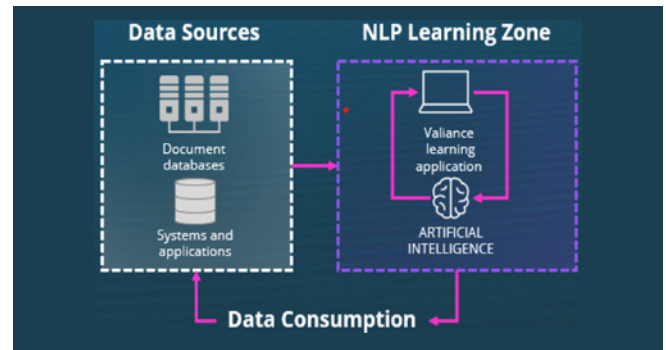 Data Sources
Document
databases
Systems and
applications
NLP Learning Zone
Valiance
learning
application
ARTIFICIAL
INTELLIGENCE
Data Consumption